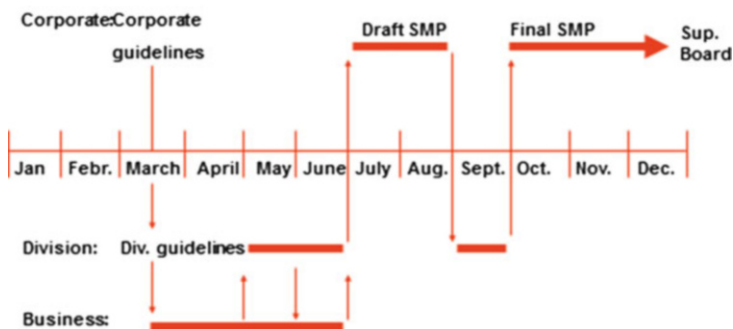 Corporate:Corporate
guidelines
Draft SMP
Final SMP
Sup.
Board
Jan Febr. March April May June July Aug. Sept. Oct. Nov. Dec.
Division: Div. guidelines
Business: